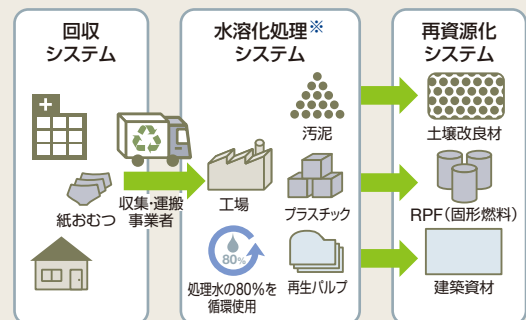 回収
システム
紙おむつ
収集・運搬
事業者
水溶化処理※
システム
工場
80%
処理水の80%を
循環使用
汚泥
プラスチック
再生パルプ
再資源化
システム
土壌改良材
RPF(固形燃料)
建築資材